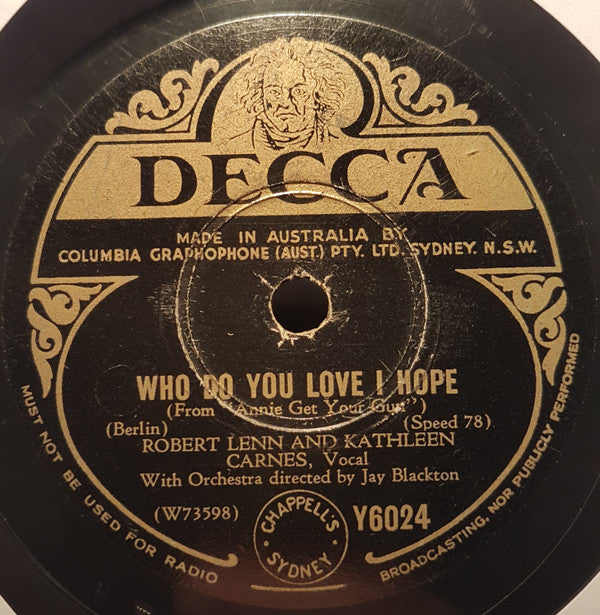 DECCA
MADE IN AUSTRALIA BY
COLUMBIA GRAPHOPHONE (AUST.) PTY. LTD. SYDNEY. N.S.W.
WHO DO YOU LOVE I HOPE
(From "Annie Get Your Gun")
(Berlin) (Speed 78)
ROBERT LENN AND KATHLEEN
CARNES, Vocal
With Orchestra directed by Jay Blackton
(W73598) CHAPPELL'S SYDNEY Y6024
MUST NOT BE USED FOR RADIO
BROADCASTING, NOR PUBLICLY PERFORMED